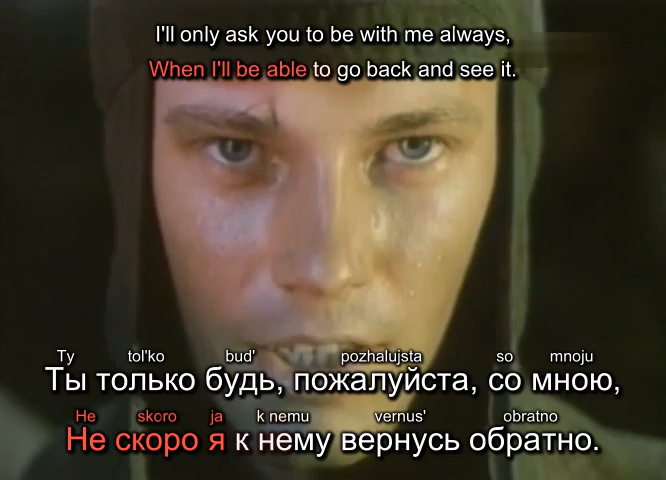 I'll only ask you to be with me always,
When I'll be able to go back and see it.
Ty tol'ko bud' pozhalujsta so mnoju
Ты только будь, пожалуйста, со мною,
He skoro ja k nemu vernus' obratno
Не скоро я к нему вернусь обратно.